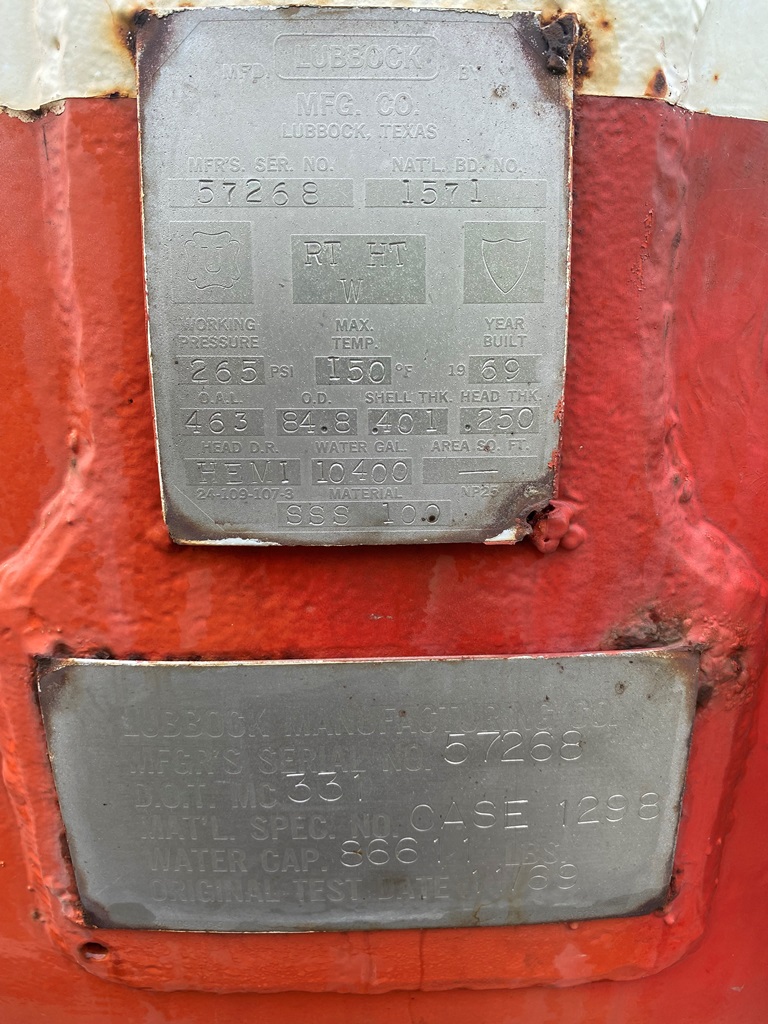 MFD. LUBBOCK BY
MFG. CO.
LUBBOCK, TEXAS
MFR'S. SER. NO. NAT'L. BD. NO.
57268 1571
RT HT
W
WORKING PRESSURE MAX. TEMP. YEAR BUILT
265 PSI 150 °F 19 69
O.A.L. O.D. SHELL THK. HEAD THK.
463 84.8 .401 .250
HEAD D.R. WATER GAL. AREA SQ. FT.
HEMI 10400 —
24-109-107-3 MATERIAL NP25
SSS 100
LUBBOCK MANUFACTURING CO.
MFGR'S SERIAL NO. 57268
D.O.T. MC 331
MAT'L. SPEC. NO. CASE 1298
WATER CAP. 86611 LBS.
ORIGINAL TEST DATE 11 69